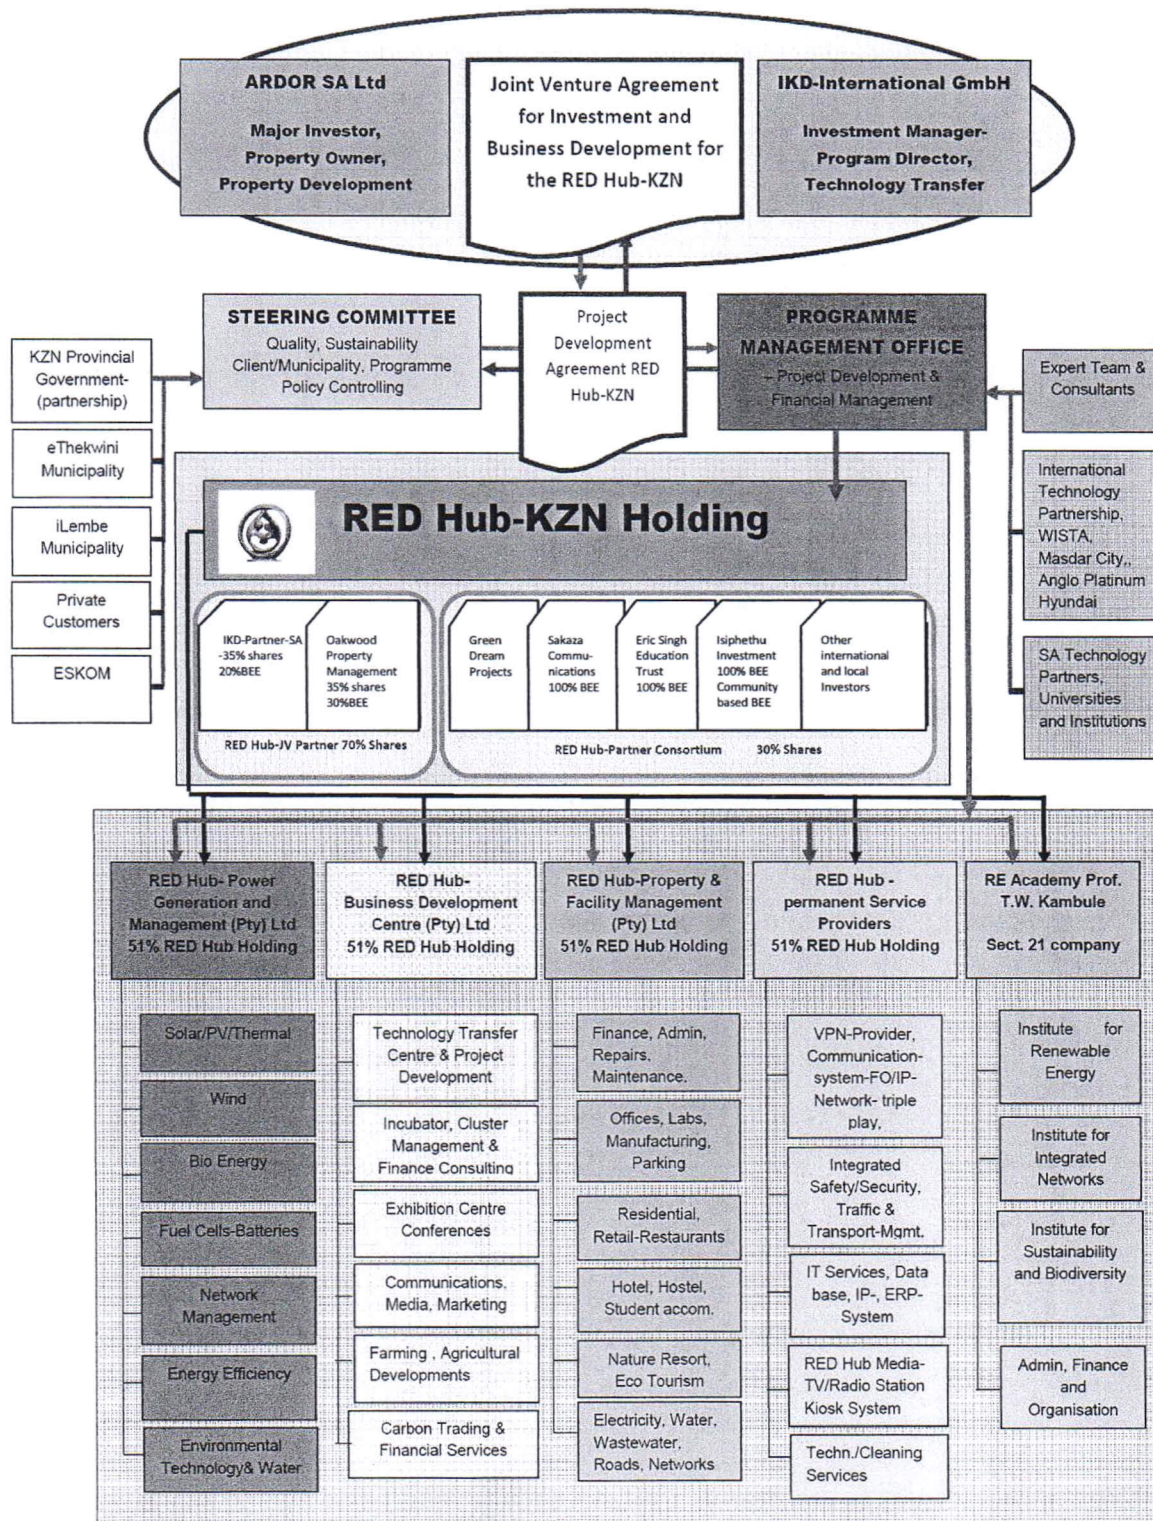 ARDOR SA Ltd
Major Investor,
Property Owner,
Property Development
Joint Venture Agreement
for Investment and
Business Development for
the RED Hub-KZN
IKD-International GmbH
Investment Manager-
Program Director,
Technology Transfer
STEERING COMMITTEE
Quality, Sustainability
Client/Municipality, Programme
Policy Controlling
Project
Development
Agreement RED
Hub-KZN
PROGRAMME
MANAGEMENT OFFICE
– Project Development &
Financial Management
KZN Provincial
Government-
(partnership)
eThekwini
Municipality
iLembe
Municipality
Private
Customers
ESKOM
Expert Team &
Consultants
International
Technology
Partnership,
WISTA,
Masdar City,,
Anglo Platinum
Hyundai
SA Technology
Partners,
Universities
and Institutions
RED Hub-KZN Holding
IKD-Partner-SA
-35% shares
20%BEE
Oakwood
Property
Management
35% shares
30%BEE
RED Hub-JV Partner 70% Shares
Green
Dream
Projects
Sakaza
Commu-
nications
100% BEE
Eric Singh
Education
Trust
100% BEE
Isiphethu
Investment
100% BEE
Community
based BEE
Other
international
and local
Investors
RED Hub-Partner Consortium 30% Shares
RED Hub- Power
Generation and
Management (Pty) Ltd
51% RED Hub Holding
Solar/PV/Thermal
Wind
Bio Energy
Fuel Cells-Batteries
Network
Management
Energy Efficiency
Environmental
Technology& Water
RED Hub-
Business Development
Centre (Pty) Ltd
51% RED Hub Holding
Technology Transfer
Centre & Project
Development
Incubator, Cluster
Management &
Finance Consulting
Exhibition Centre
Conferences
Communications,
Media, Marketing
Farming , Agricultural
Developments
Carbon Trading &
Financial Services
RED Hub-Property &
Facility Management
(Pty) Ltd
51% RED Hub Holding
Finance, Admin,
Repairs,
Maintenance.
Offices, Labs,
Manufacturing,
Parking
Residential,
Retail-Restaurants
Hotel, Hostel,
Student accom.
Nature Resort,
Eco Tourism
Electricity, Water,
Wastewater,
Roads, Networks
RED Hub -
permanent Service
Providers
51% RED Hub Holding
VPN-Provider,
Communication-
system-FO/IP-
Network- triple
play,
Integrated
Safety/Security,
Traffic &
Transport-Mgmt.
IT Services, Data
base, IP-, ERP-
System
RED Hub Media-
TV/Radio Station
Kiosk System
Techn./Cleaning
Services
RE Academy Prof.
T.W. Kambule
Sect. 21 company
Institute for
Renewable
Energy
Institute for
Integrated
Networks
Institute for
Sustainability
and Biodiversity
Admin, Finance
and
Organisation